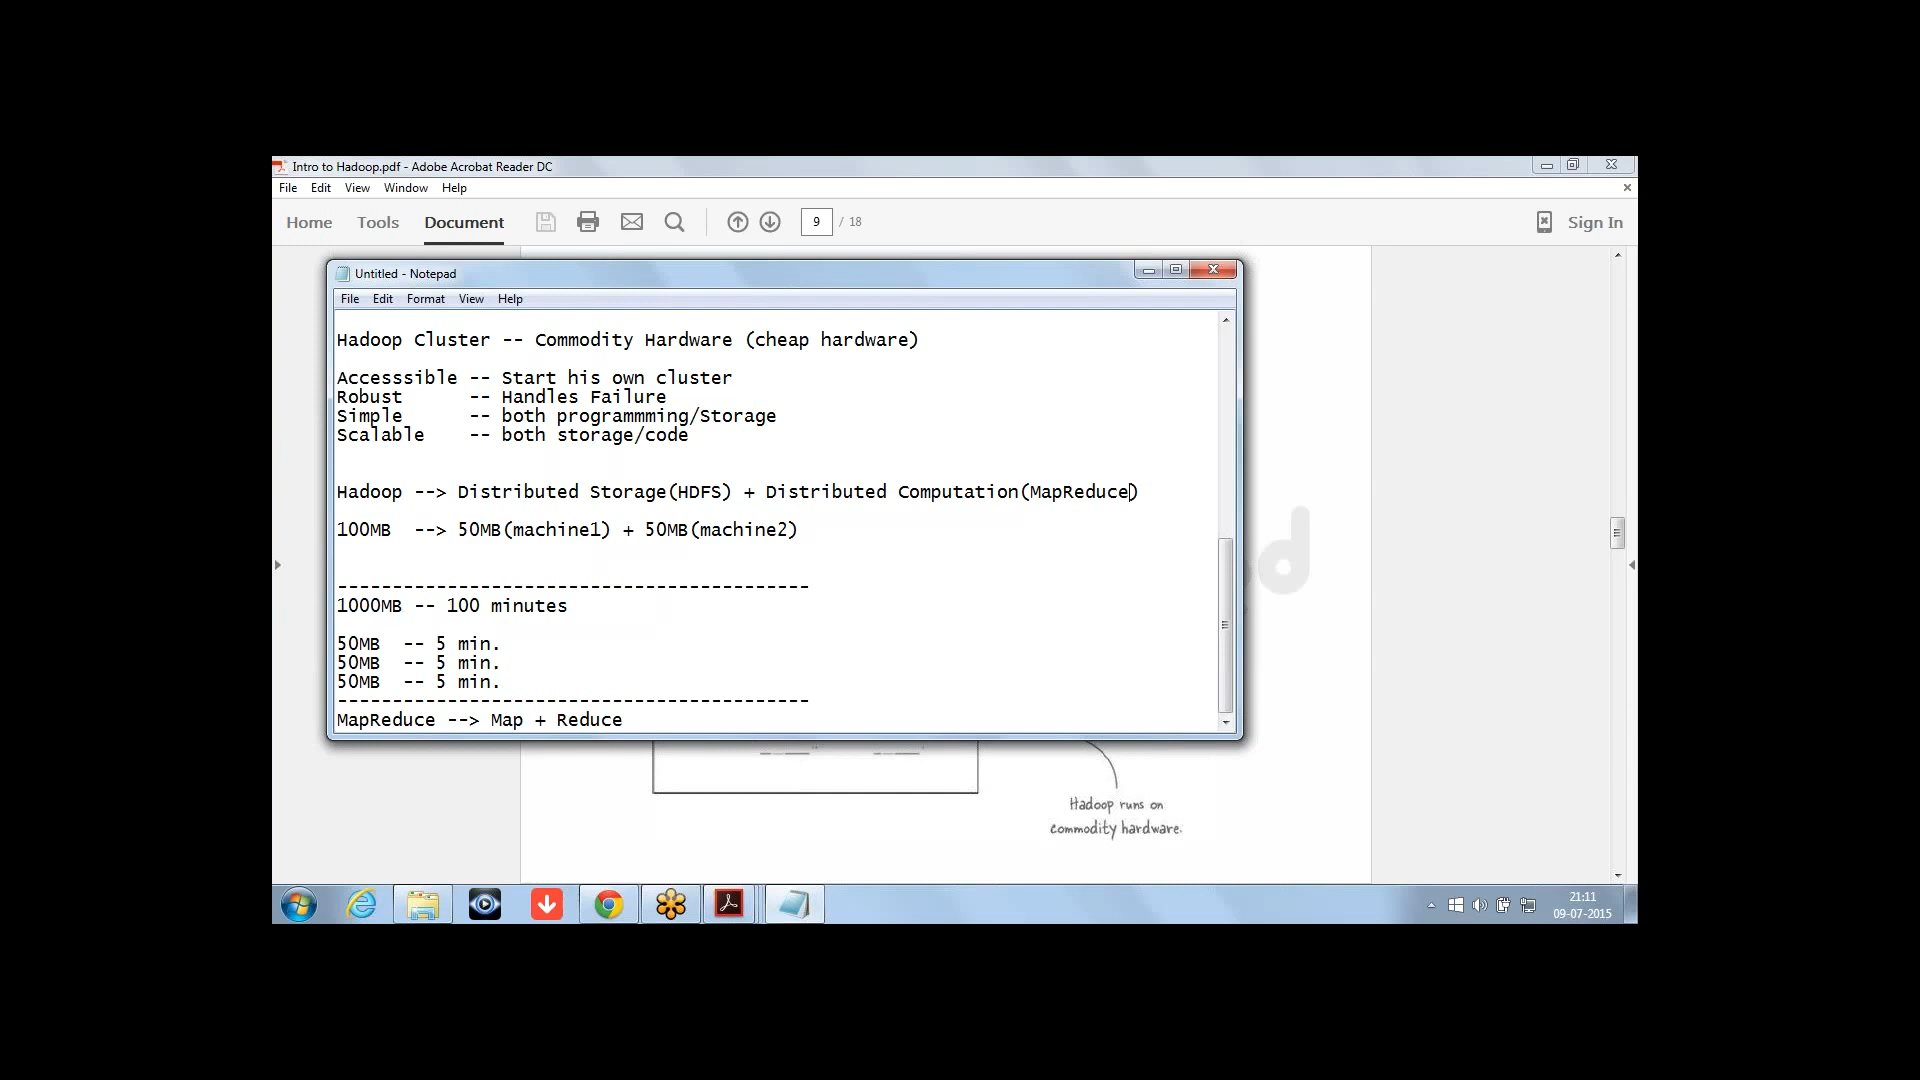 Intro to Hadoop.pdf - Adobe Acrobat Reader DC
File Edit View Window Help
Home Tools Document 9 / 18 Sign In
Untitled - Notepad
File Edit Format View Help
Hadoop Cluster -- Commodity Hardware (cheap hardware)
Accesssible -- Start his own cluster
Robust -- Handles Failure
Simple -- both programmming/Storage
Scalable -- both storage/code
Hadoop --> Distributed Storage(HDFS) + Distributed Computation(MapReduce)
100MB --> 50MB(machine1) + 50MB(machine2)
-------------------------------------------
1000MB -- 100 minutes
50MB -- 5 min.
50MB -- 5 min.
50MB -- 5 min.
-------------------------------------------
MapReduce --> Map + Reduce
Hadoop runs on
commodity hardware.
21:11
09-07-2015